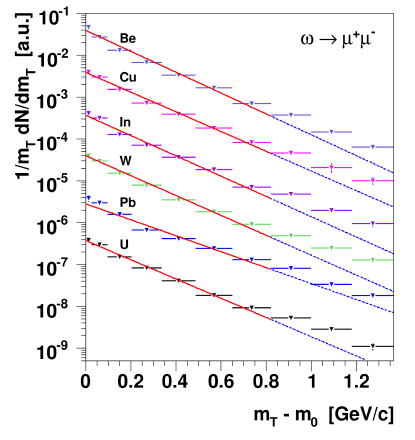 10⁻¹
10⁻²
10⁻³
10⁻⁴
10⁻⁵
10⁻⁶
10⁻⁷
10⁻⁸
10⁻⁹
1/m_T dN/dm_T [a.u.]
ω → μ⁺μ⁻
Be
Cu
In
W
Pb
U
0 0.2 0.4 0.6 0.8 1 1.2
m_T - m_0 [GeV/c]